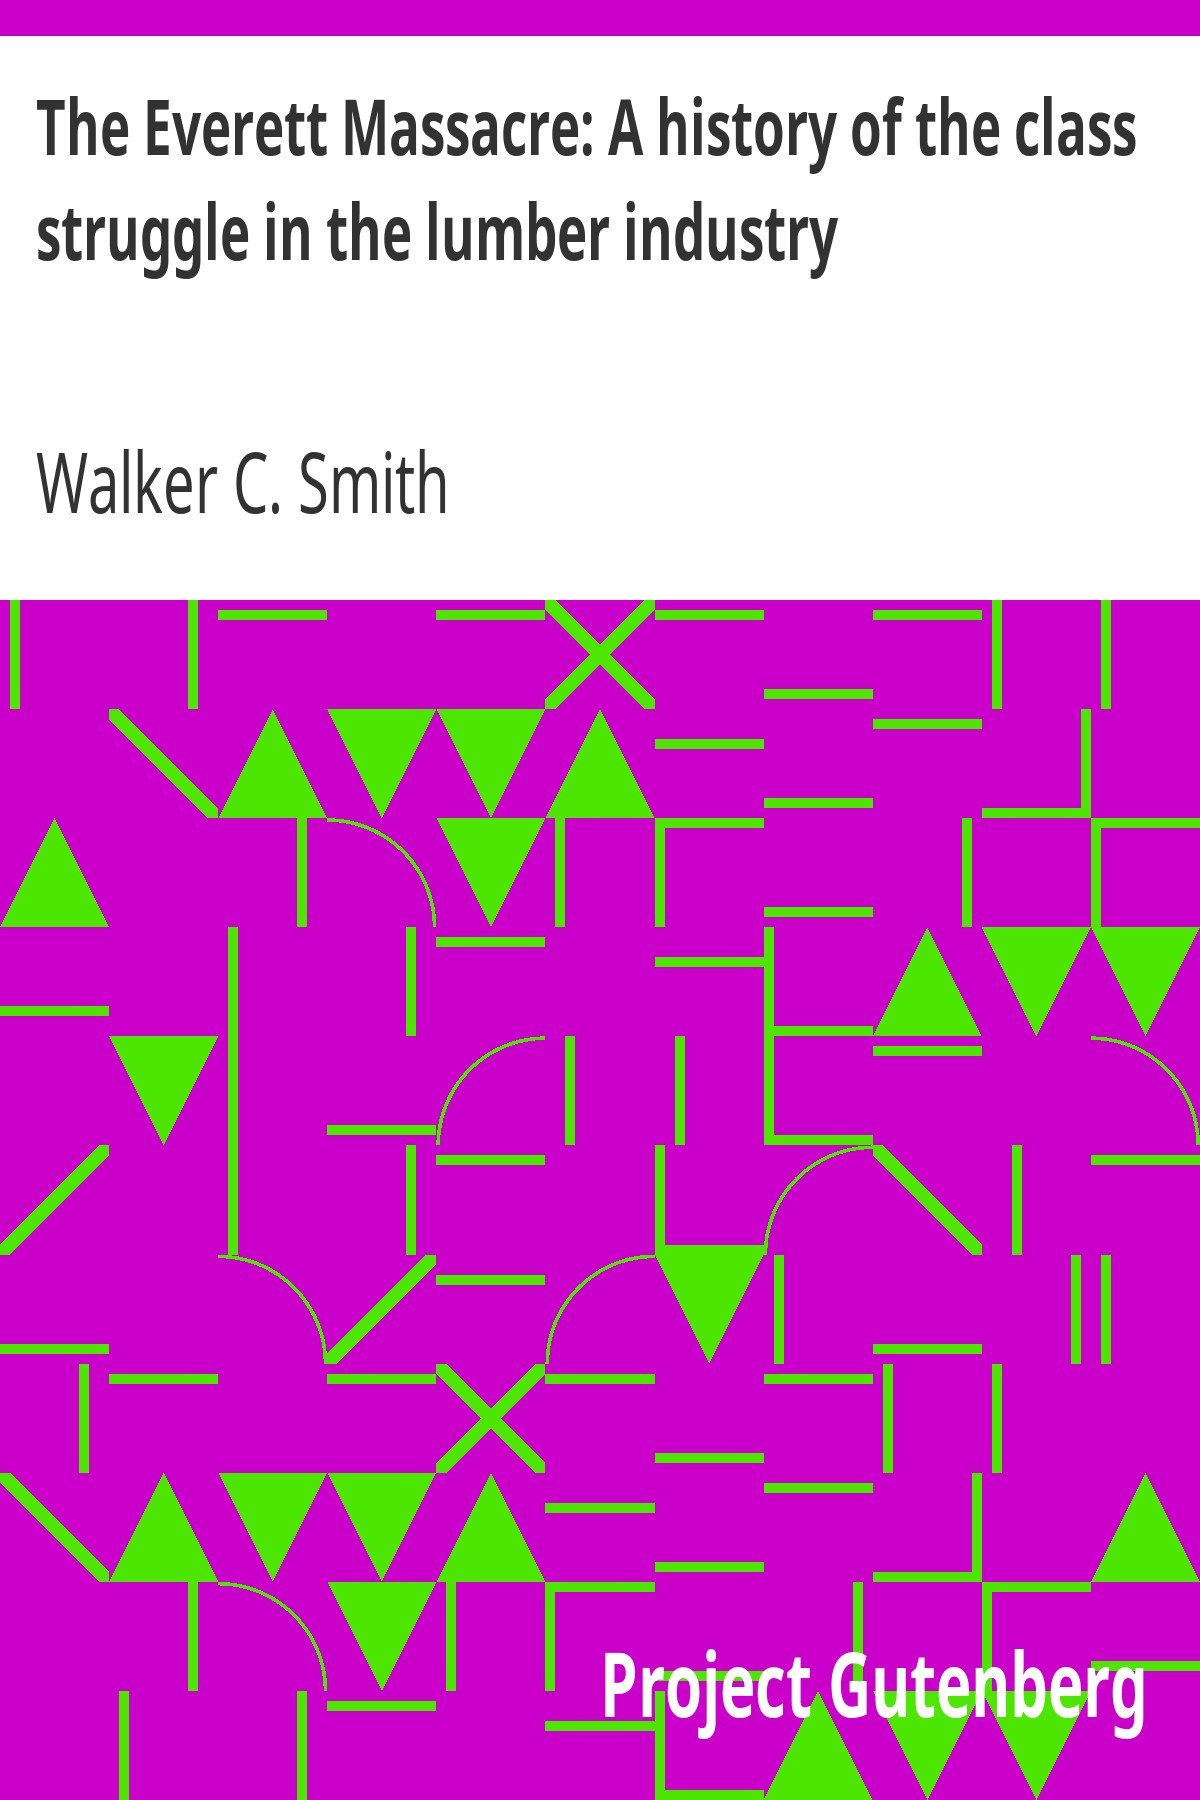 The Everett Massacre: A history of the class
struggle in the lumber industry
Walker C. Smith
Project Gutenberg